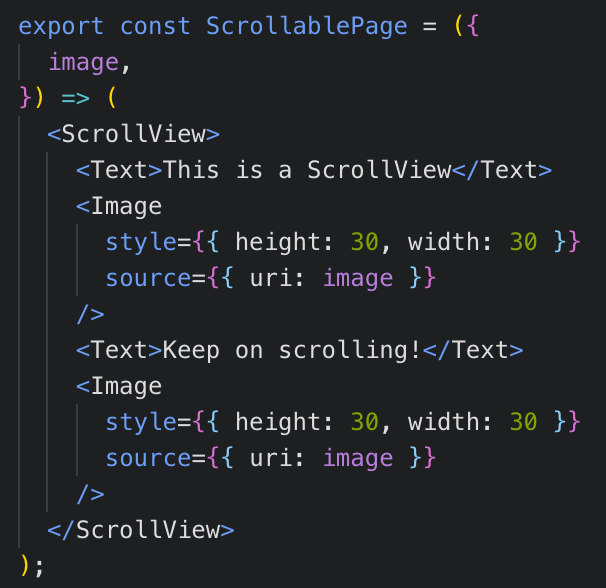 export const ScrollablePage = ({
  image,
}) => (
  <ScrollView>
    <Text>This is a ScrollView</Text>
    <Image
      style={{ height: 30, width: 30 }}
      source={{ uri: image }}
    />
    <Text>Keep on scrolling!</Text>
    <Image
      style={{ height: 30, width: 30 }}
      source={{ uri: image }}
    />
  </ScrollView>
);